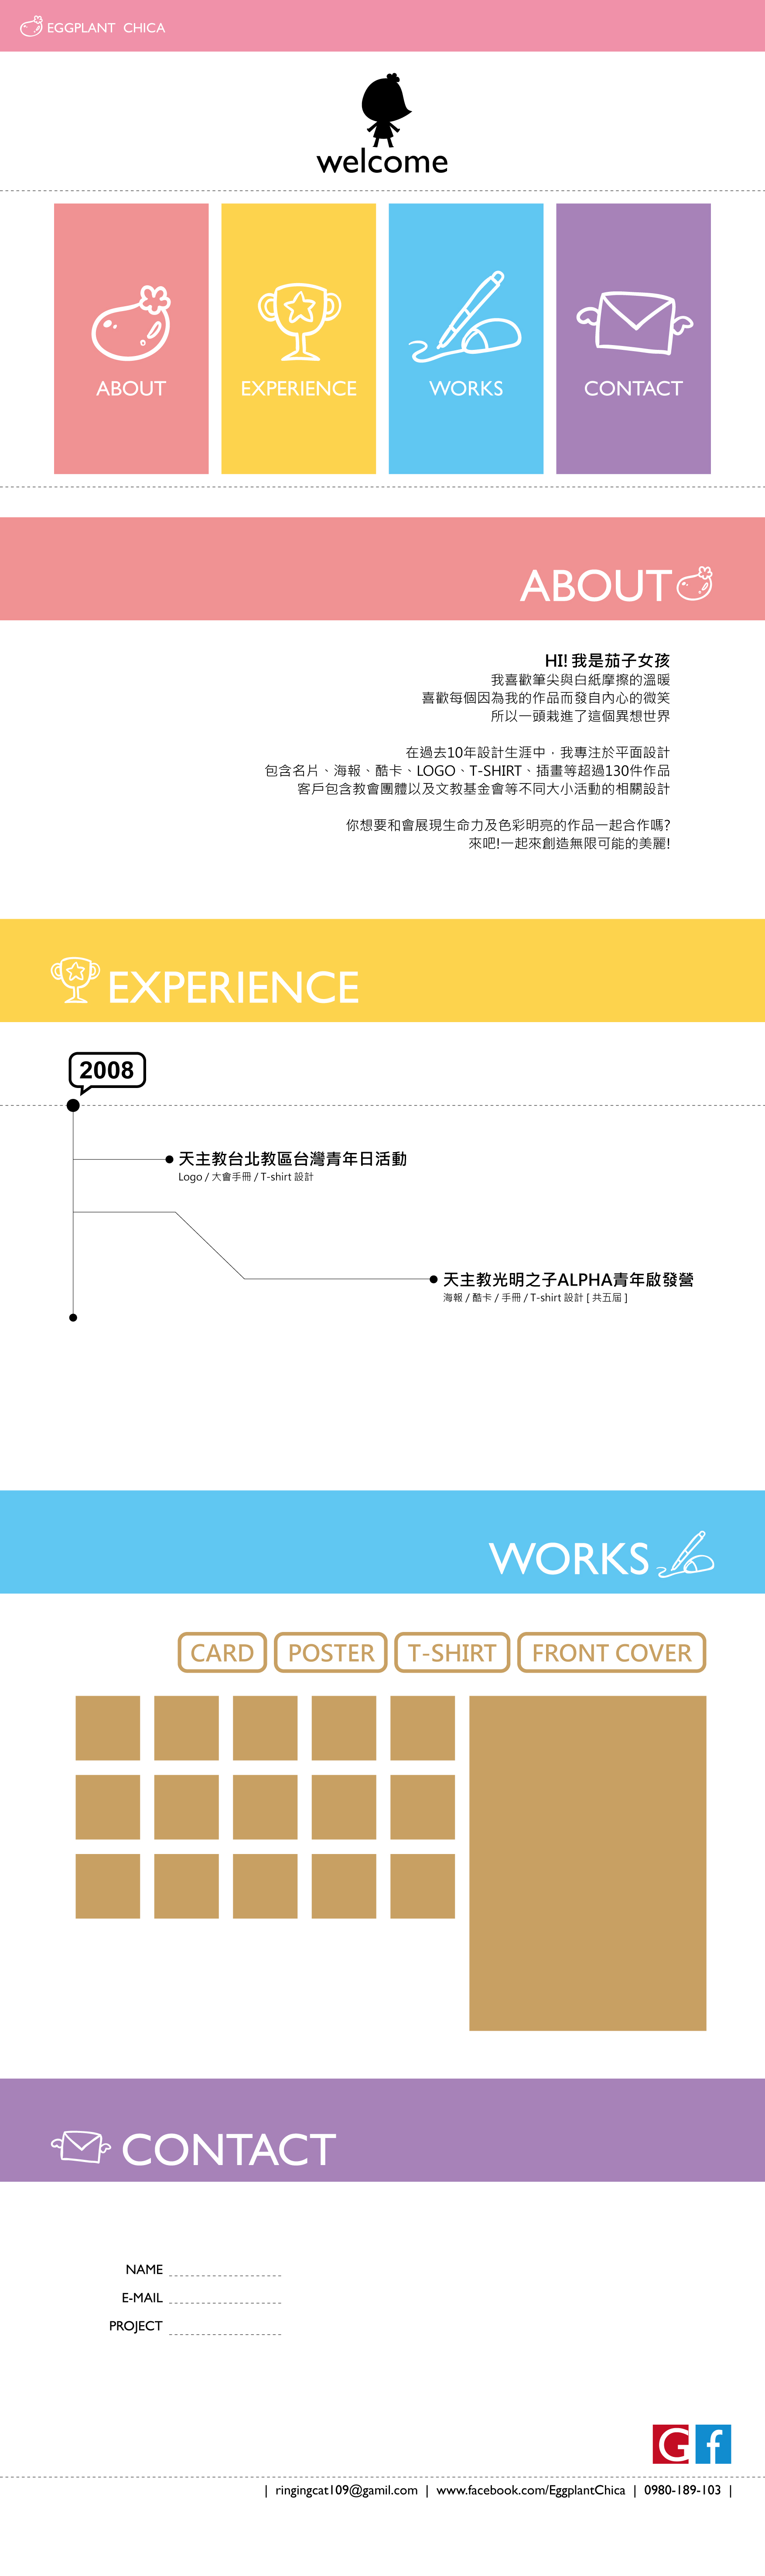 EGGPLANT CHICA
welcome
ABOUT
EXPERIENCE
WORKS
CONTACT
ABOUT
HI! 我是茄子女孩
我喜歡筆尖與白紙摩擦的溫暖
喜歡每個因為我的作品而發自內心的微笑
所以一頭栽進了這個異想世界
在過去10年設計生涯中，我專注於平面設計
包含名片、海報、酷卡、LOGO、T-SHIRT、插畫等超過130件作品
客戶包含教會團體以及文教基金會等不同大小活動的相關設計
你想要和會展現生命力及色彩明亮的作品一起合作嗎?
來吧!一起來創造無限可能的美麗!
EXPERIENCE
2008
天主教台北教區台灣青年日活動
Logo / 大會手冊 / T-shirt 設計
天主教光明之子ALPHA青年啟發營
海報 / 酷卡 / 手冊 / T-shirt 設計 [ 共五屆 ]
WORKS
CARD
POSTER
T-SHIRT
FRONT COVER
CONTACT
NAME
E-MAIL
PROJECT
G f
| ringingcat109@gamil.com | www.facebook.com/EggplantChica | 0980-189-103 |